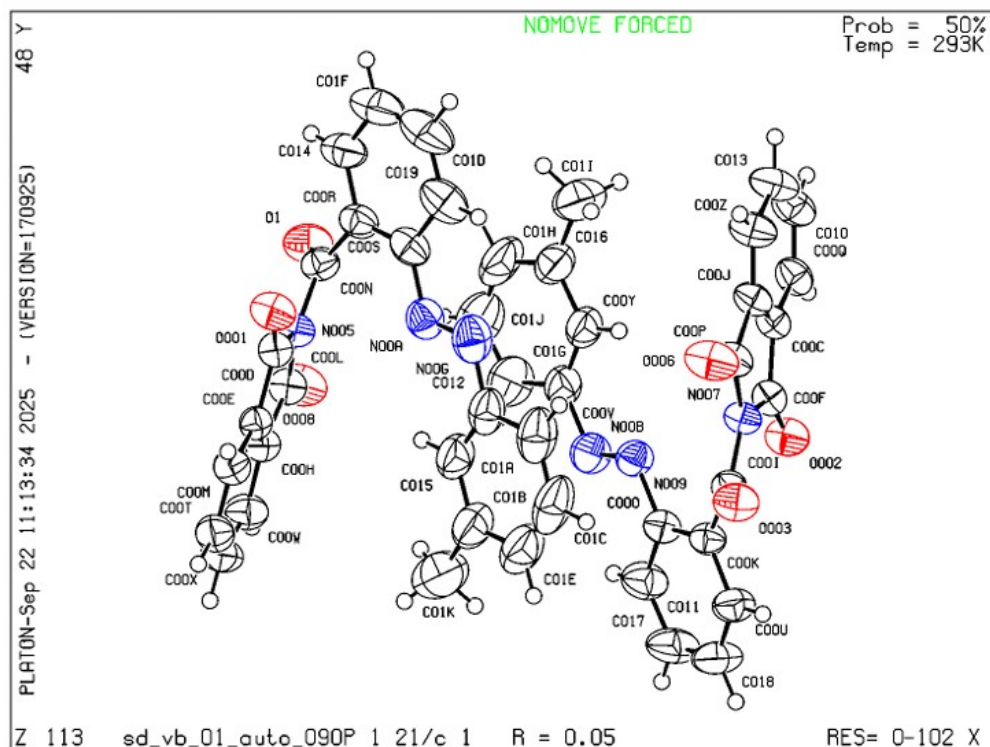 NOMOVE FORCED
Prob = 50%
Temp = 293K
PLATON-Sep 22 11:13:34 2025 - (VERSION=170925) 48 Y
C01F
C014
C01D
C019
C00R
O1
C00S
C00N
C01I
C016
C01H
C013
C00Z
C010
C00Q
C00J
C00Y
O001
N005
C00L
C00D
C00E
O008
N00A
N00G
C012
C01J
C01G
C00P
O006
N007
C00C
C00F
C00V
N00B
C00H
C00M
C00T
C00W
C00X
C015
C01A
C01B
C01C
C01E
C01K
N009
C00O
C00I
O002
O003
C00K
C011
C017
C00U
C018
Z 113 sd_vb_01_auto_090P 1 21/c 1 R = 0.05 RES= 0-102 X